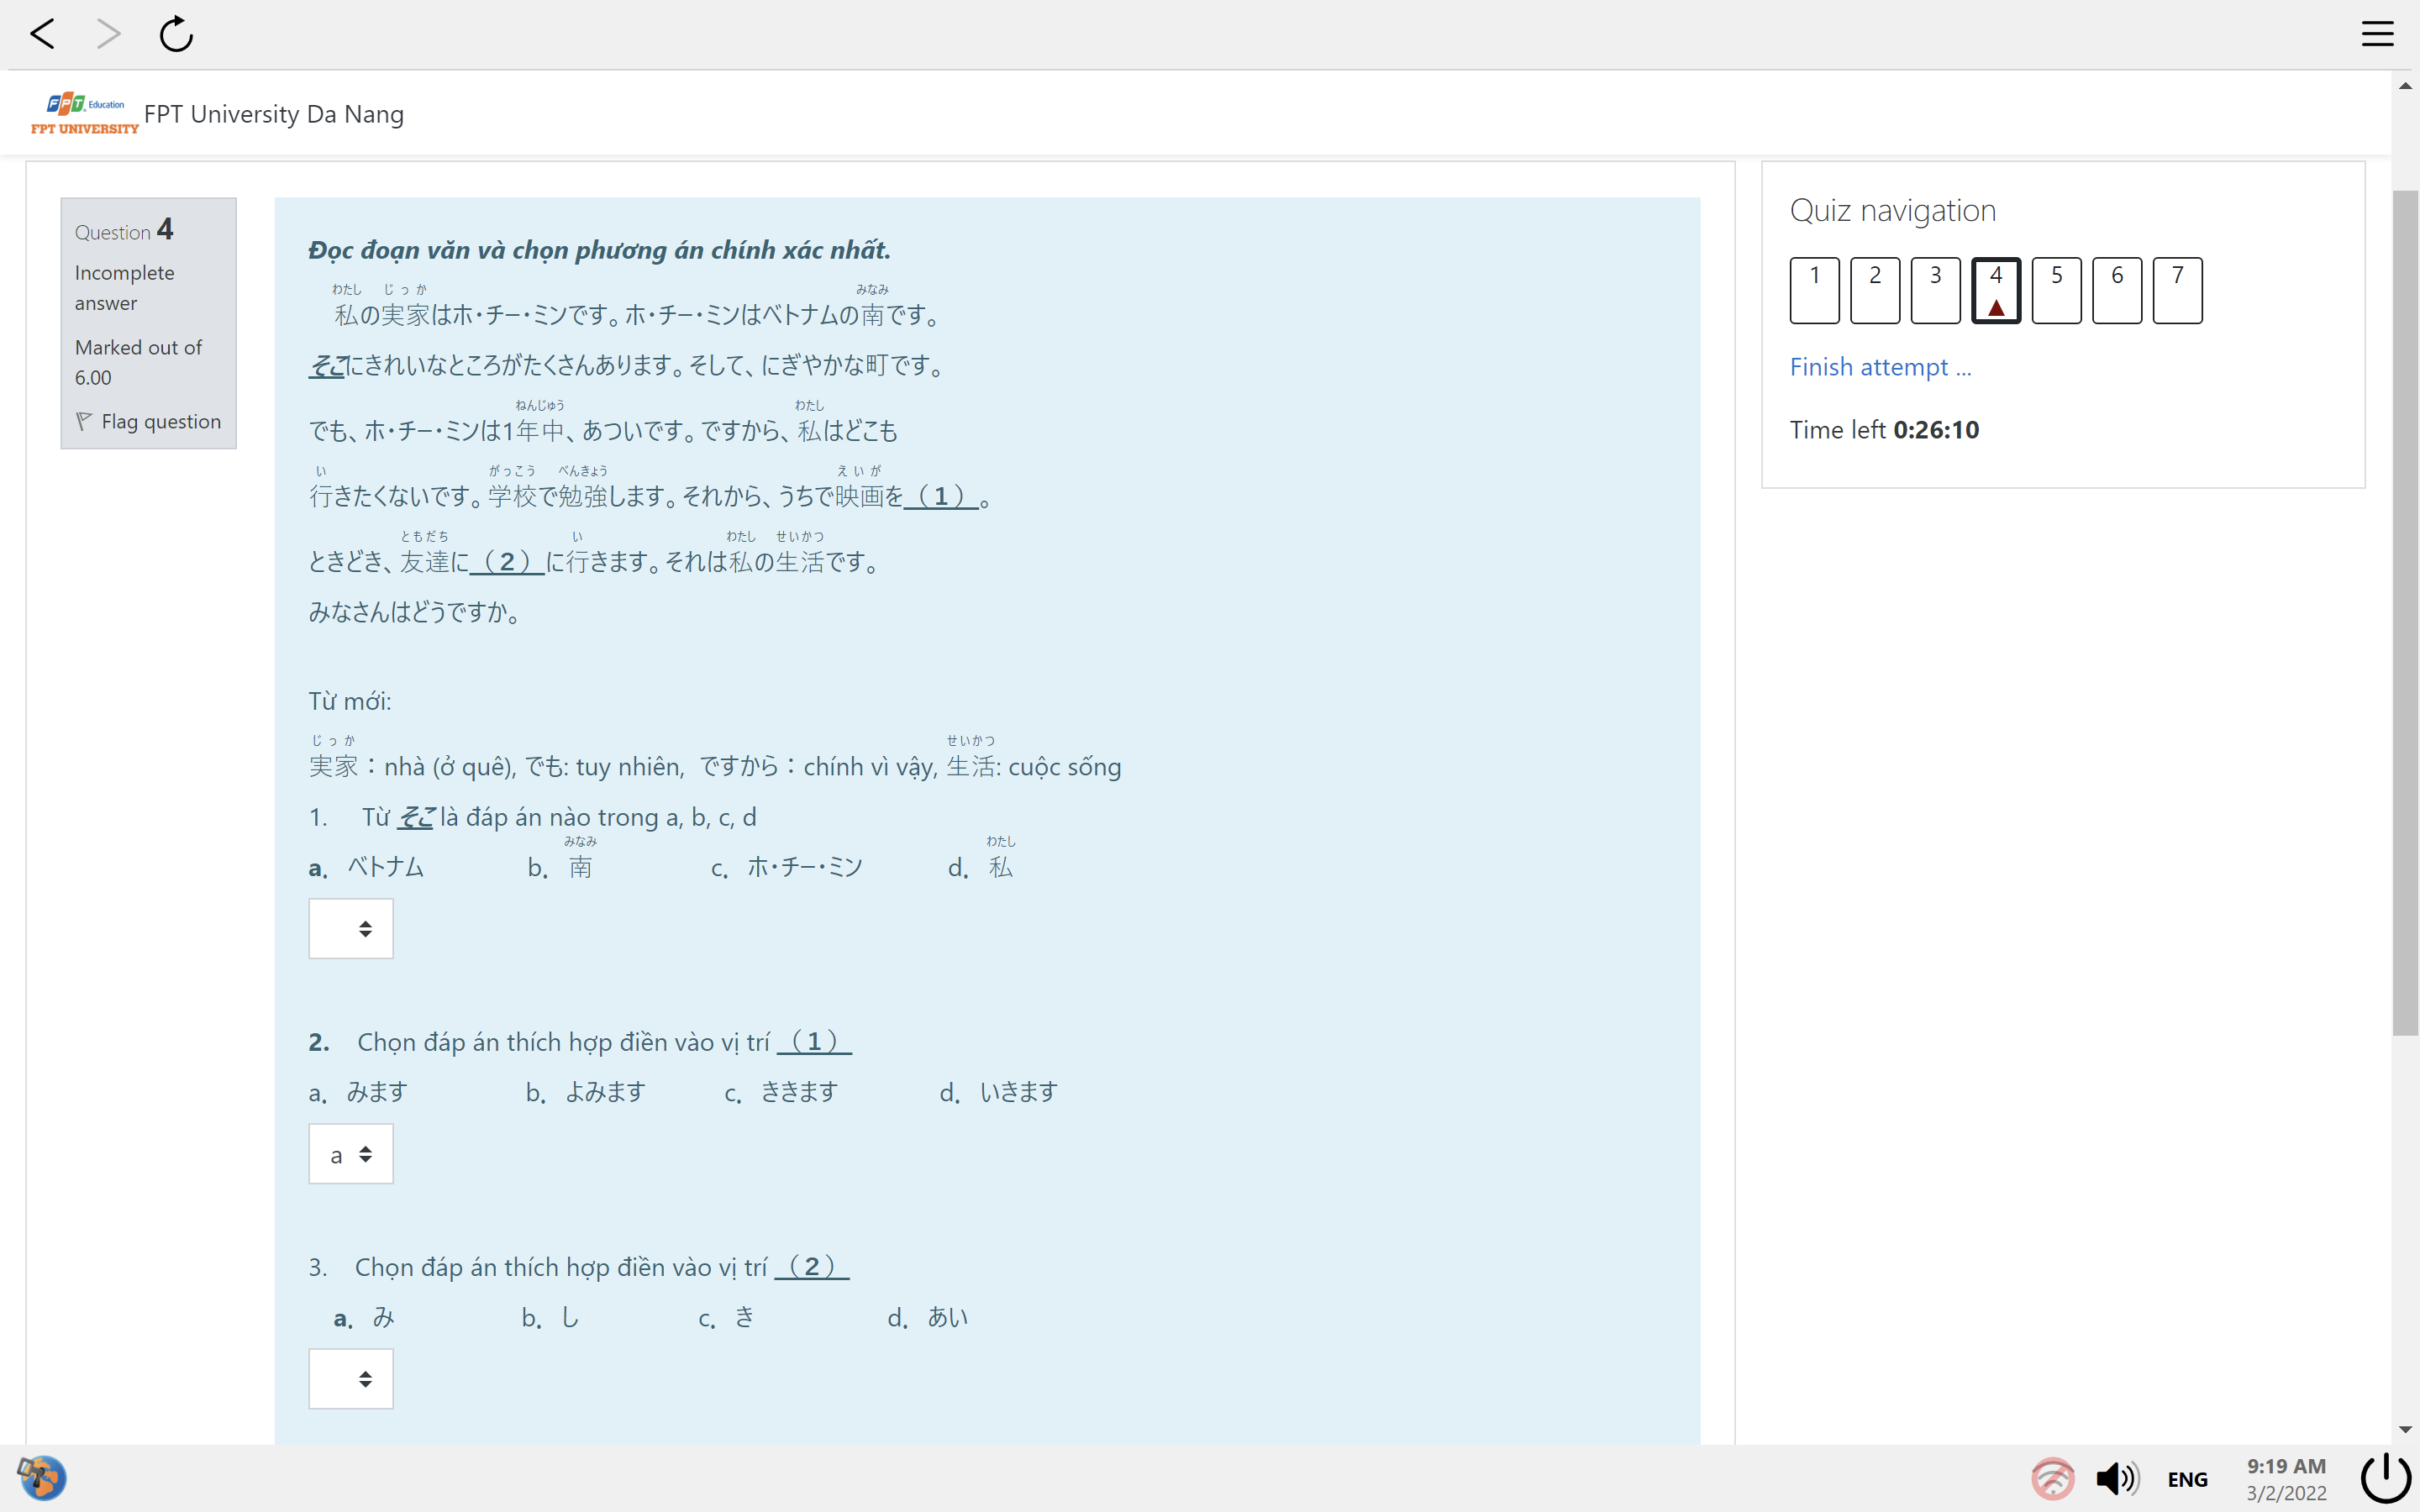 FPT Education
FPT UNIVERSITY
FPT University Da Nang
Question 4
Incomplete
answer
Marked out of
6.00
Flag question
Đọc đoạn văn và chọn phương án chính xác nhất.
わたし じっか みなみ
私の実家はホ・チー・ミンです。ホ・チー・ミンはベトナムの南です。
そこにきれいなところがたくさんあります。そして、にぎやかな町です。
ねんじゅう わたし
でも、ホ・チー・ミンは1年中、あついです。ですから、私はどこも
い がっこう べんきょう えいが
行きたくないです。学校で勉強します。それから、うちで映画を（1）。
ともだち い わたし せいかつ
ときどき、友達に（2）に行きます。それは私の生活です。
みなさんはどうですか。
Từ mới:
じっか せいかつ
実家：nhà (ở quê), でも: tuy nhiên, ですから：chính vì vậy, 生活: cuộc sống
1. Từ そこ là đáp án nào trong a, b, c, d
みなみ わたし
a. ベトナム b. 南 c. ホ・チー・ミン d. 私
2. Chọn đáp án thích hợp điền vào vị trí （1）
a. みます b. よみます c. ききます d. いきます
a
3. Chọn đáp án thích hợp điền vào vị trí （2）
a. み b. し c. き d. あい
Quiz navigation
1 2 3 4 5 6 7
Finish attempt ...
Time left 0:26:10
ENG
9:19 AM
3/2/2022